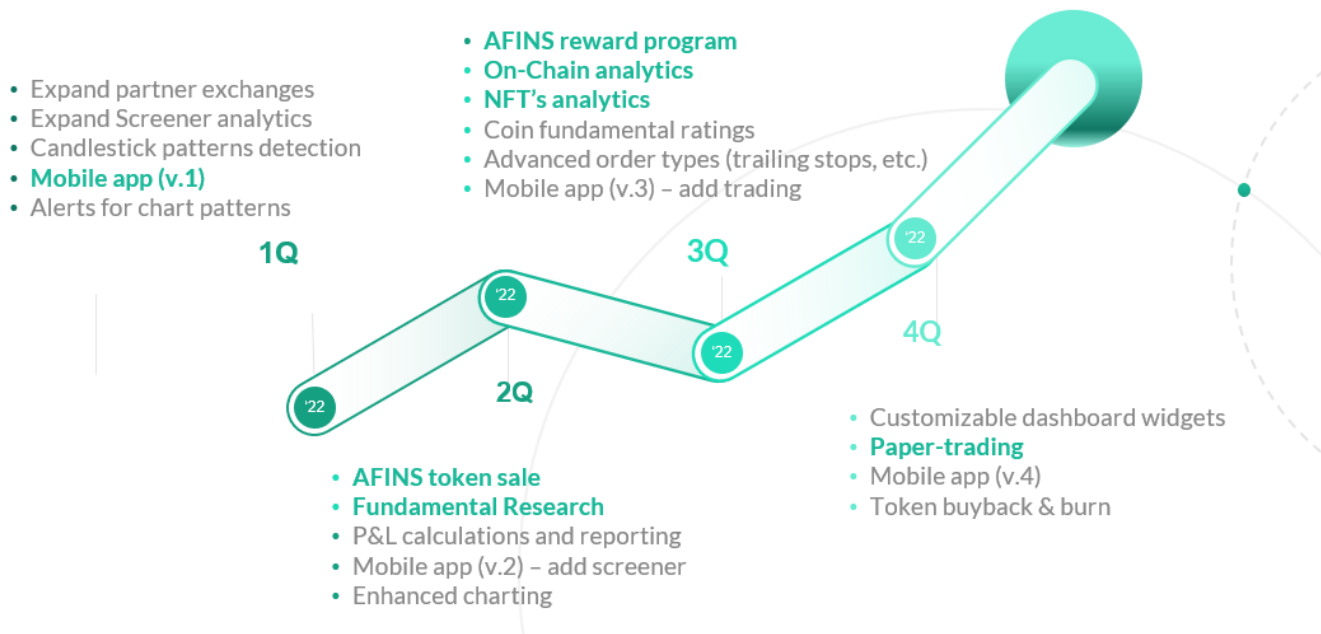 • Expand partner exchanges
• Expand Screener analytics
• Candlestick patterns detection
• Mobile app (v.1)
• Alerts for chart patterns
1Q
‘22
‘22
2Q
• AFINS token sale
• Fundamental Research
• P&L calculations and reporting
• Mobile app (v.2) – add screener
• Enhanced charting
• AFINS reward program
• On-Chain analytics
• NFT’s analytics
• Coin fundamental ratings
• Advanced order types (trailing stops, etc.)
• Mobile app (v.3) – add trading
3Q
‘22
‘22
4Q
• Customizable dashboard widgets
• Paper-trading
• Mobile app (v.4)
• Token buyback & burn